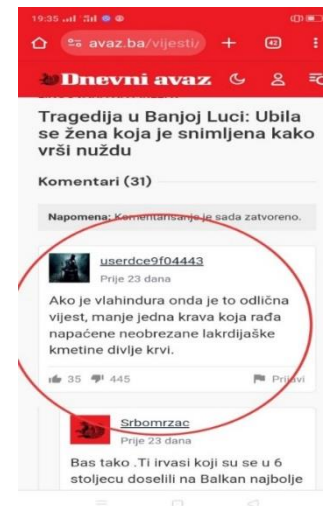 19:35
avaz.ba/vijesti/
42
Dnevni avaz
Tragedija u Banjoj Luci: Ubila
se žena koja je snimljena kako
vrši nuždu
Komentari (31)
Napomena: Komentarisanje je sada zatvoreno.
userdce9f04443
Prije 23 dana
Ako je vlahindura onda je to odlična
vijest, manje jedna krava koja rađa
napaćene neobrezane lakrdijaške
kmetine divlje krvi.
35 445 Prijavi
Srbomrzac
Prije 23 dana
Bas tako .Ti irvasi koji su se u 6
stoljecu doselili na Balkan najbolje